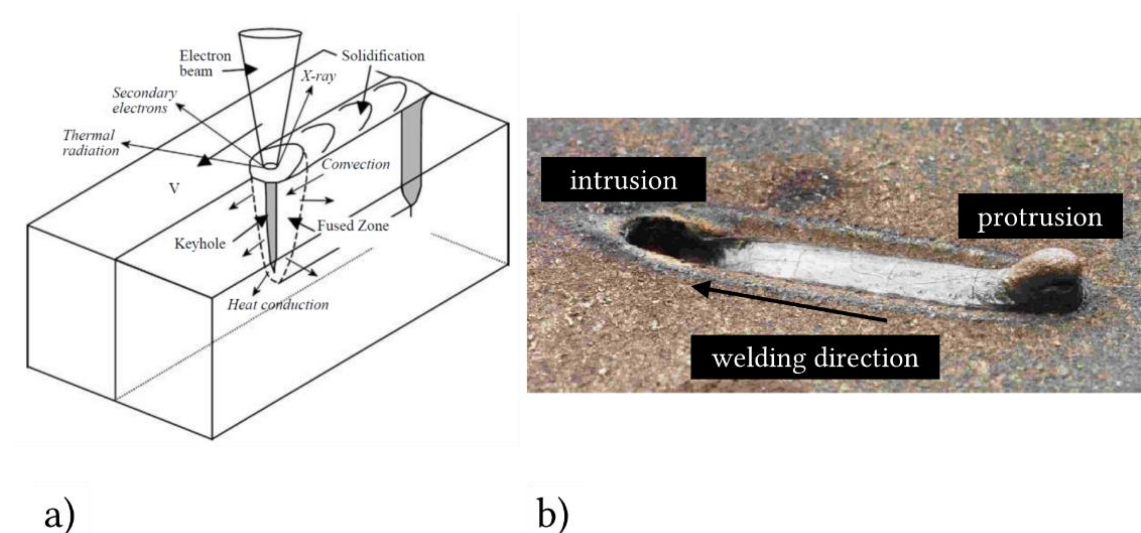 Electron
beam
Solidification
X-ray
Secondary
electrons
Thermal
radiation
Convection
V
Fused Zone
Keyhole
Heat conduction
a)
intrusion
protrusion
welding direction
b)